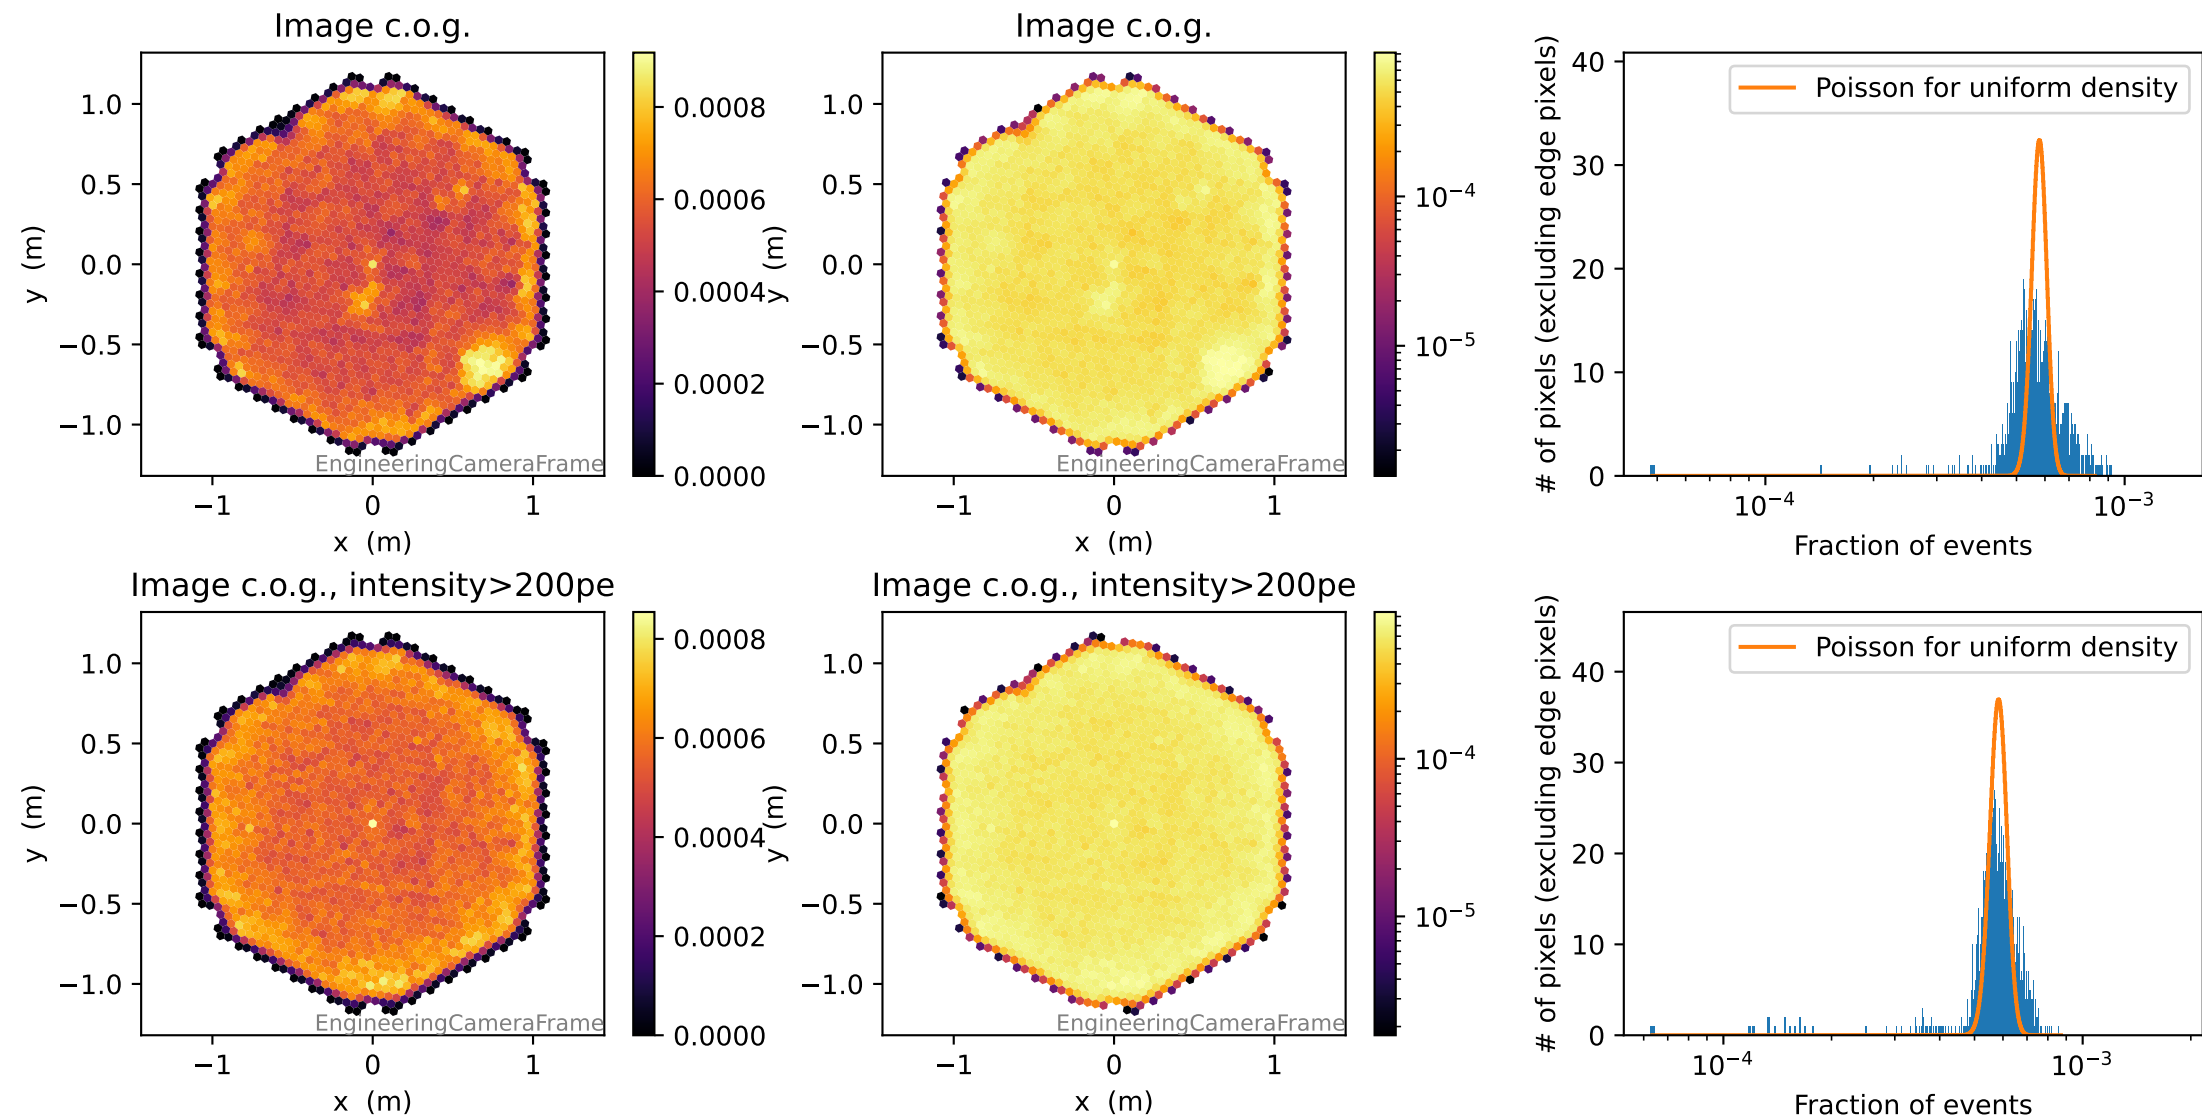 Image c.o.g.
y (m)
1.0
0.5
0.0
−0.5
−1.0
−1
0
1
x (m)
EngineeringCameraFrame
0.0008
0.0006
0.0004
0.0002
0.0000
Image c.o.g.
y (m)
1.0
0.5
0.0
−0.5
−1.0
−1
0
1
x (m)
EngineeringCameraFrame
10⁻⁴
10⁻⁵
# of pixels (excluding edge pixels)
40
30
20
10
0
Poisson for uniform density
10⁻⁴
10⁻³
Fraction of events
Image c.o.g., intensity>200pe
y (m)
1.0
0.5
0.0
−0.5
−1.0
−1
0
1
x (m)
EngineeringCameraFrame
0.0008
0.0006
0.0004
0.0002
0.0000
Image c.o.g., intensity>200pe
y (m)
1.0
0.5
0.0
−0.5
−1.0
−1
0
1
x (m)
EngineeringCameraFrame
10⁻⁴
10⁻⁵
# of pixels (excluding edge pixels)
40
30
20
10
0
Poisson for uniform density
10⁻⁴
10⁻³
Fraction of events